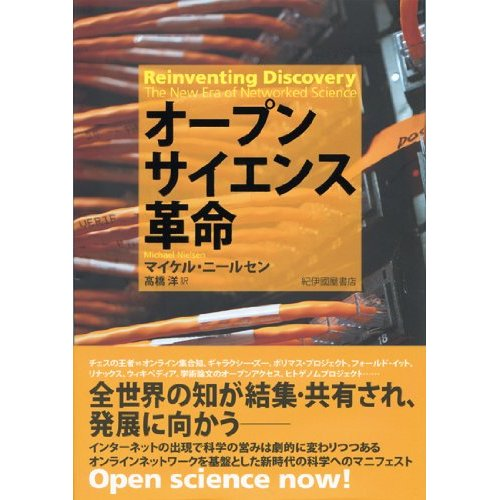 Reinventing Discovery
The New Era of Networked Science
オープン
サイエンス
革命
Michael Nielsen
マイケル・ニールセン
高橋 洋 訳
紀伊國屋書店
チェスの王者vsオンライン集合知、ギャラクシー・ズー、ポリマス・プロジェクト、フォールド・イット、
リナックス、ウィキペディア、学術論文のオープンアクセス、ヒトゲノムプロジェクト……
全世界の知が結集・共有され、
発展に向かう——
インターネットの出現で科学の営みは劇的に変わりつつある
オンラインネットワークを基盤とした新時代の科学へのマニフェスト
Open science now!